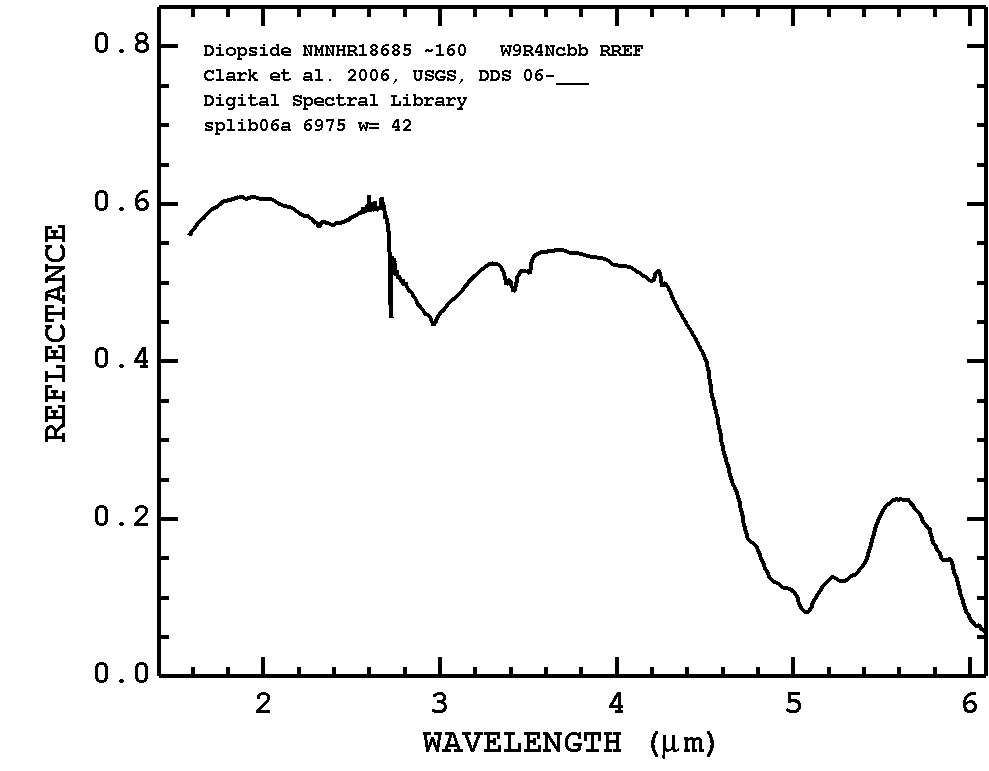 Diopside NMNHR18685 ~160 W9R4Ncbb RREF
Clark et al. 2006, USGS, DDS 06-___
Digital Spectral Library
splib06a 6975 w= 42
REFLECTANCE
0.8
0.6
0.4
0.2
0.0
2 3 4 5 6
WAVELENGTH (µm)